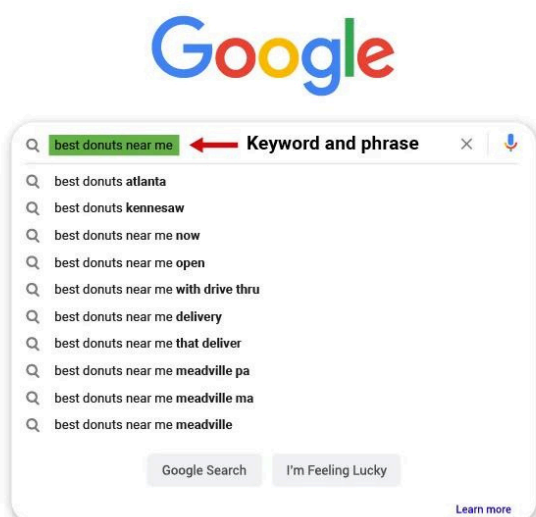 Google
best donuts near me Keyword and phrase
best donuts atlanta
best donuts kennesaw
best donuts near me now
best donuts near me open
best donuts near me with drive thru
best donuts near me delivery
best donuts near me that deliver
best donuts near me meadville pa
best donuts near me meadville ma
best donuts near me meadville
Google Search I'm Feeling Lucky
Learn more